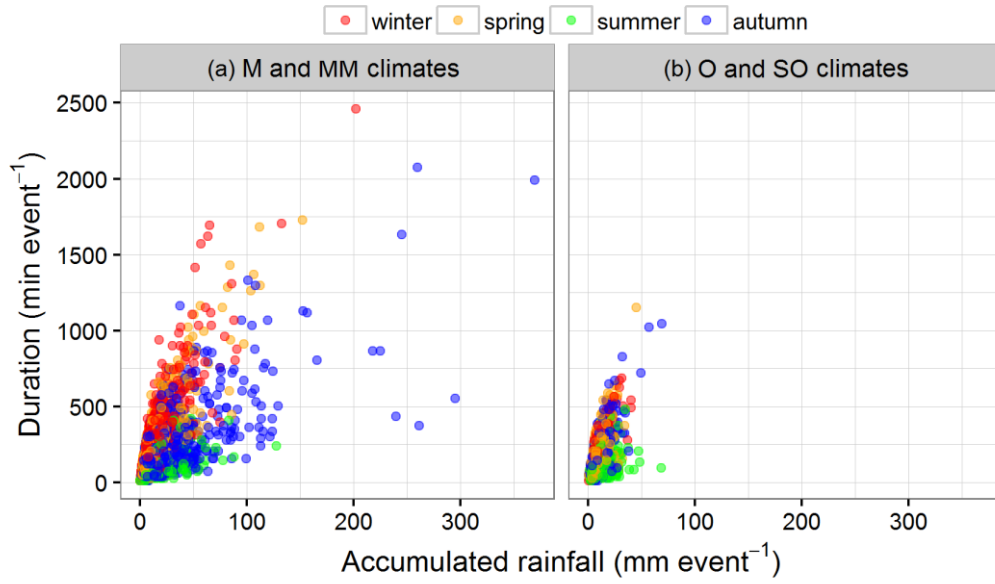 winter spring summer autumn
(a) M and MM climates
(b) O and SO climates
Duration (min event⁻¹)
2500
2000
1500
1000
500
0
0 100 200 300
0 100 200 300
Accumulated rainfall (mm event⁻¹)